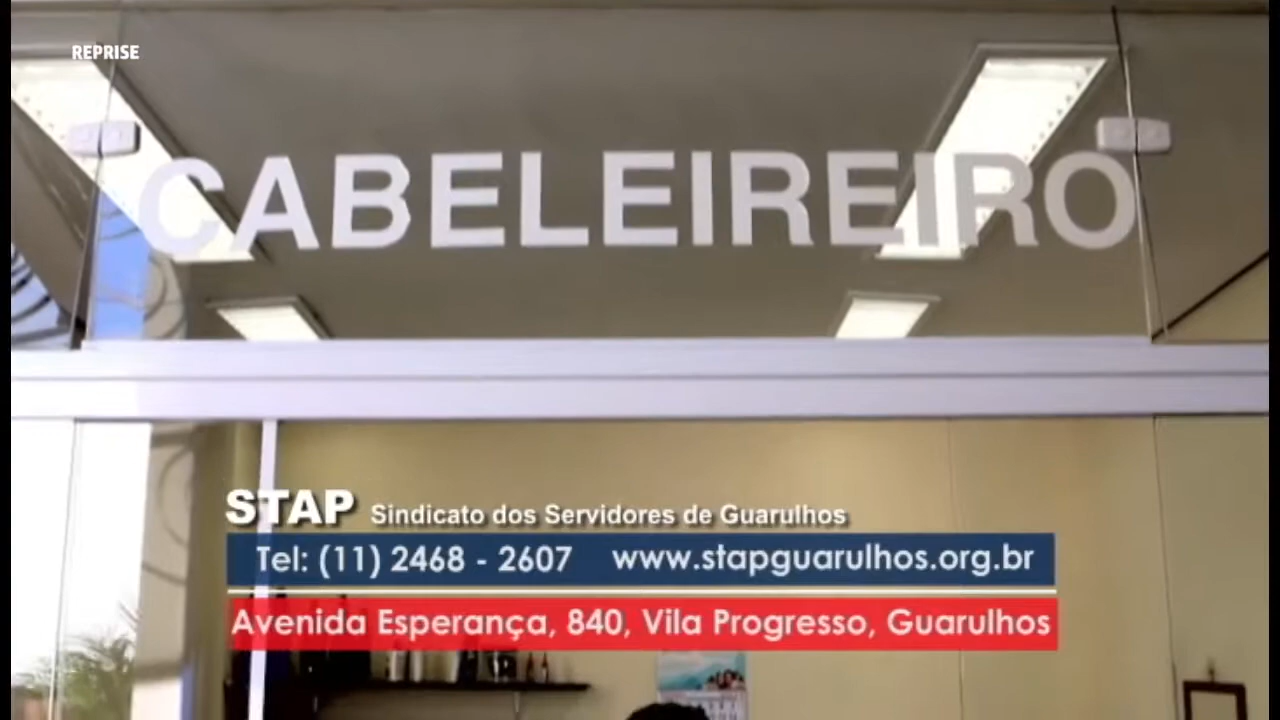 REPRISE
CABELEIREIRO
STAP Sindicato dos Servidores de Guarulhos
Tel: (11) 2468 - 2607 www.stapguarulhos.org.br
Avenida Esperança, 840, Vila Progresso, Guarulhos